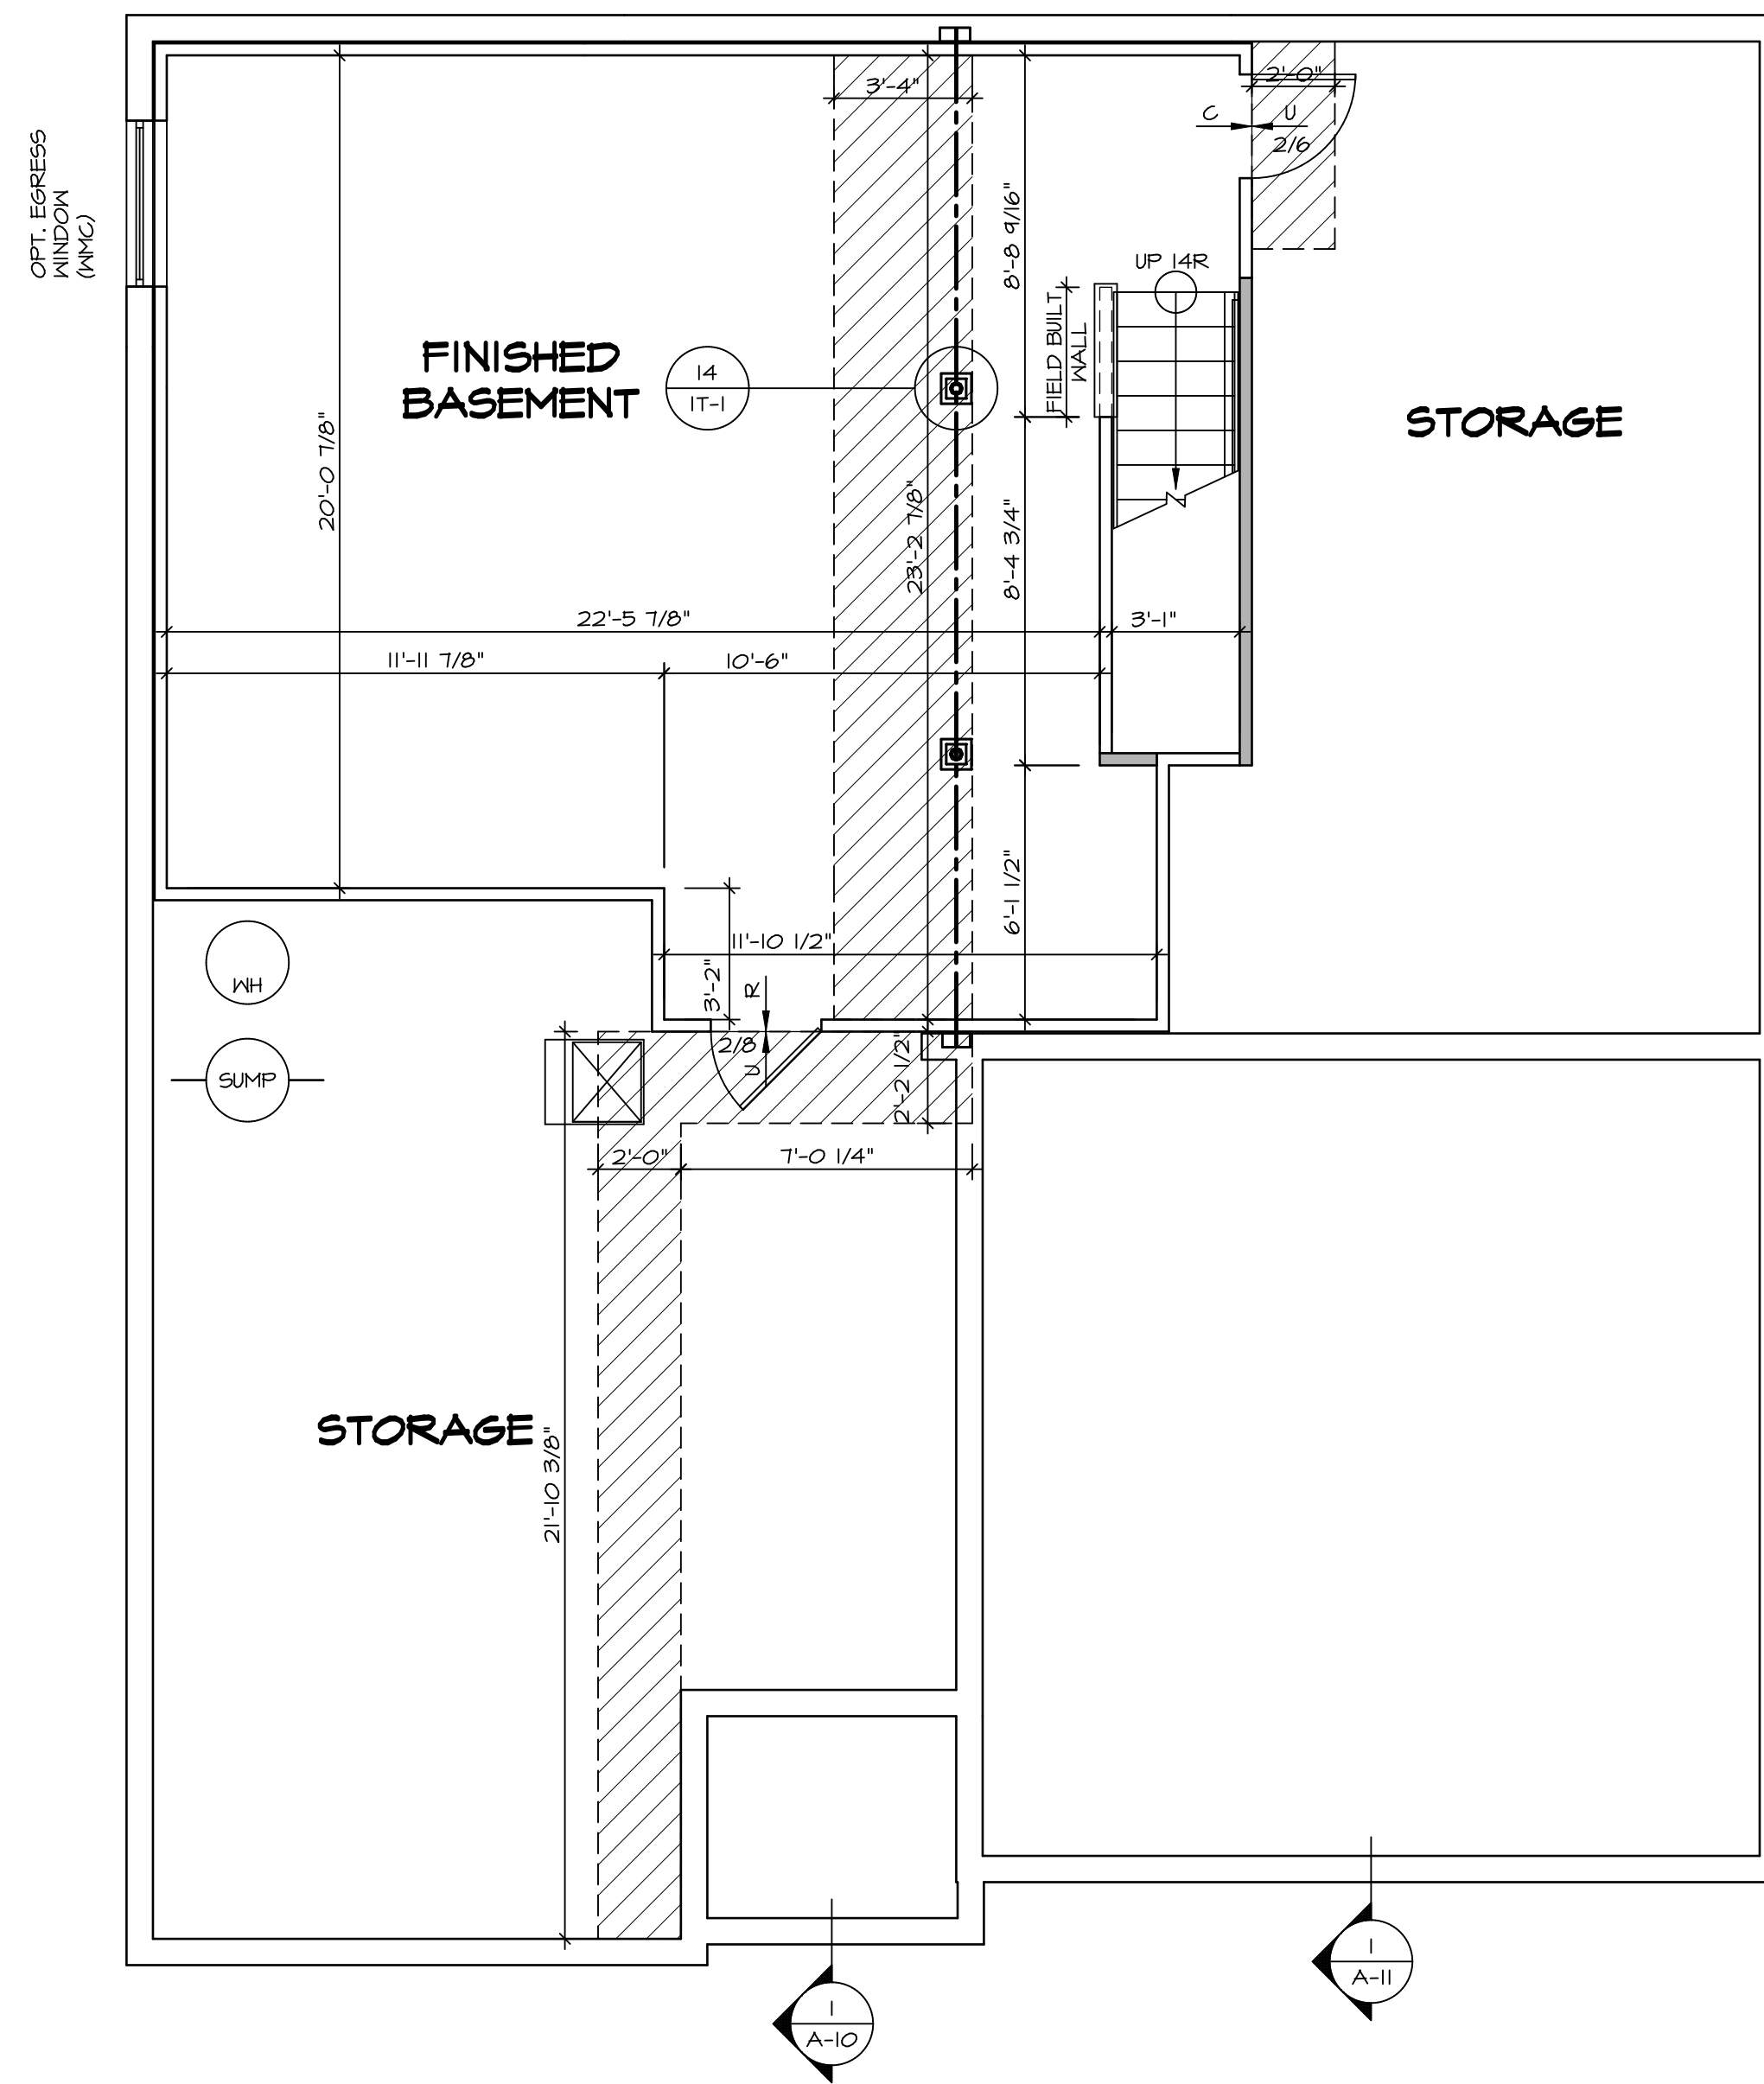 OPT. EGRESS
WINDOW
(WMC)
3'-4"
2'-0"
C
U
2/6
8'-8 9/16"
UP 14R
FIELD BUILT
WALL
FINISHED
BASEMENT
14
1T-1
STORAGE
20'-0 7/8"
23'-2 7/8"
8'-4 3/4"
22'-5 7/8"
3'-1"
11'-11 7/8"
10'-6"
6'-1 1/2"
11'-10 1/2"
3'-2"
R
WH
2/8
U
2'-2 1/2"
SUMP
2'-0"
7'-0 1/4"
STORAGE
21'-10 3/8"
1
A-11
1
A-10